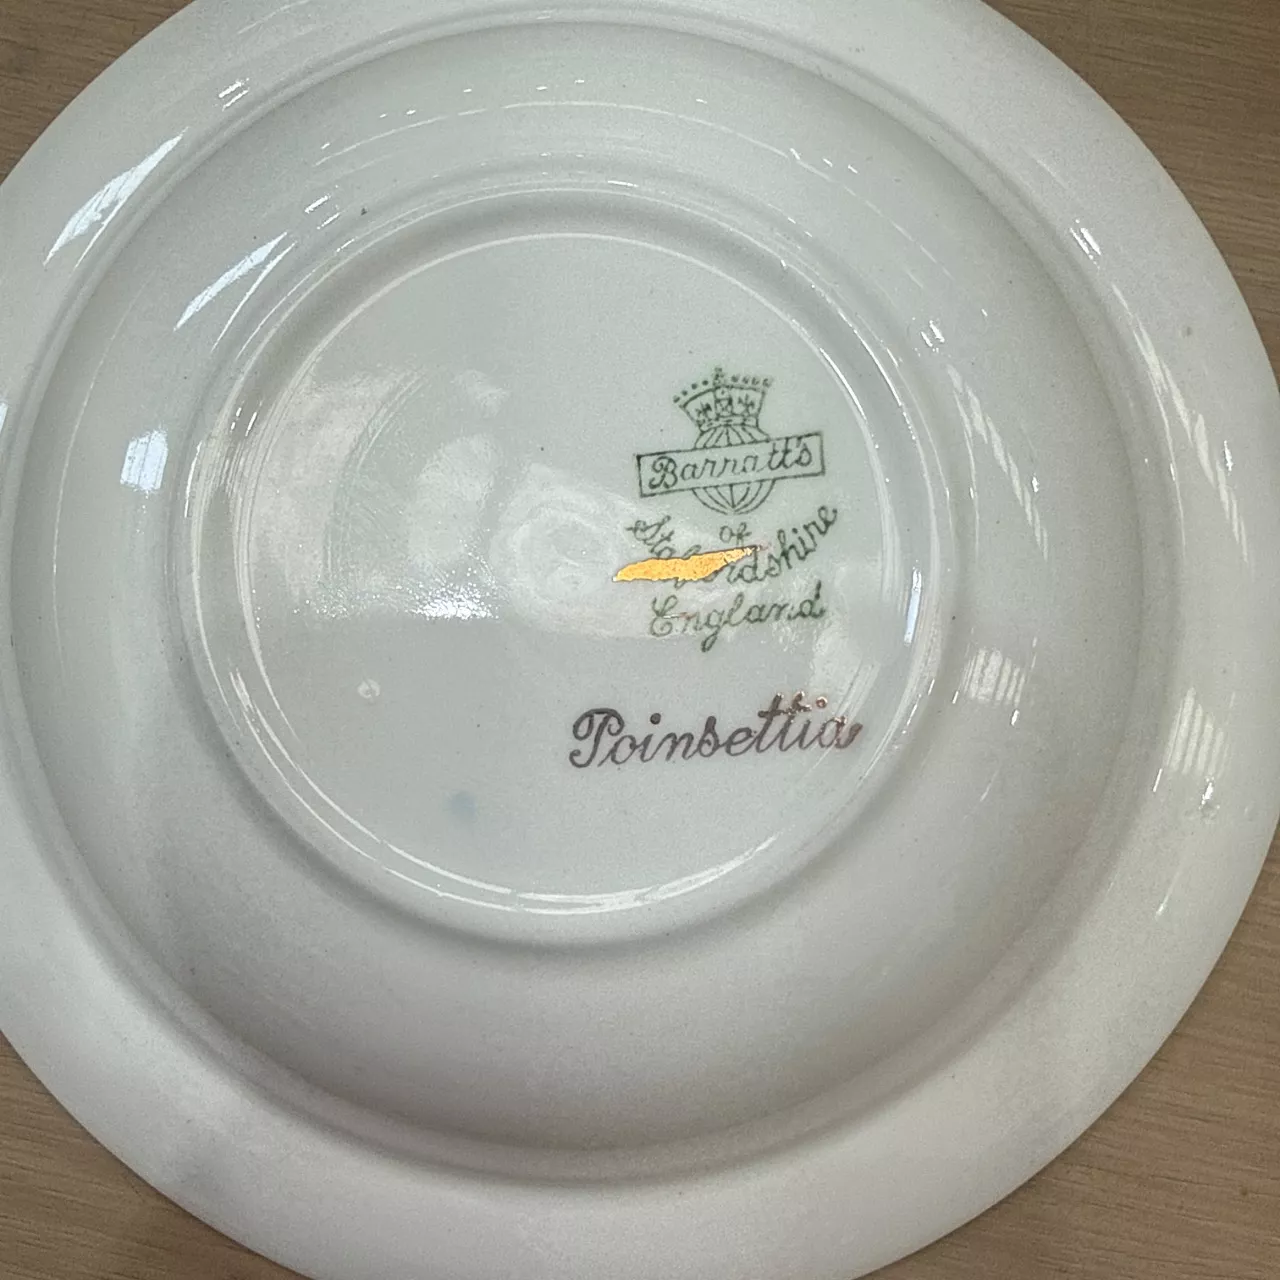 Barratt's
of
Staffordshire
England
Poinsettia